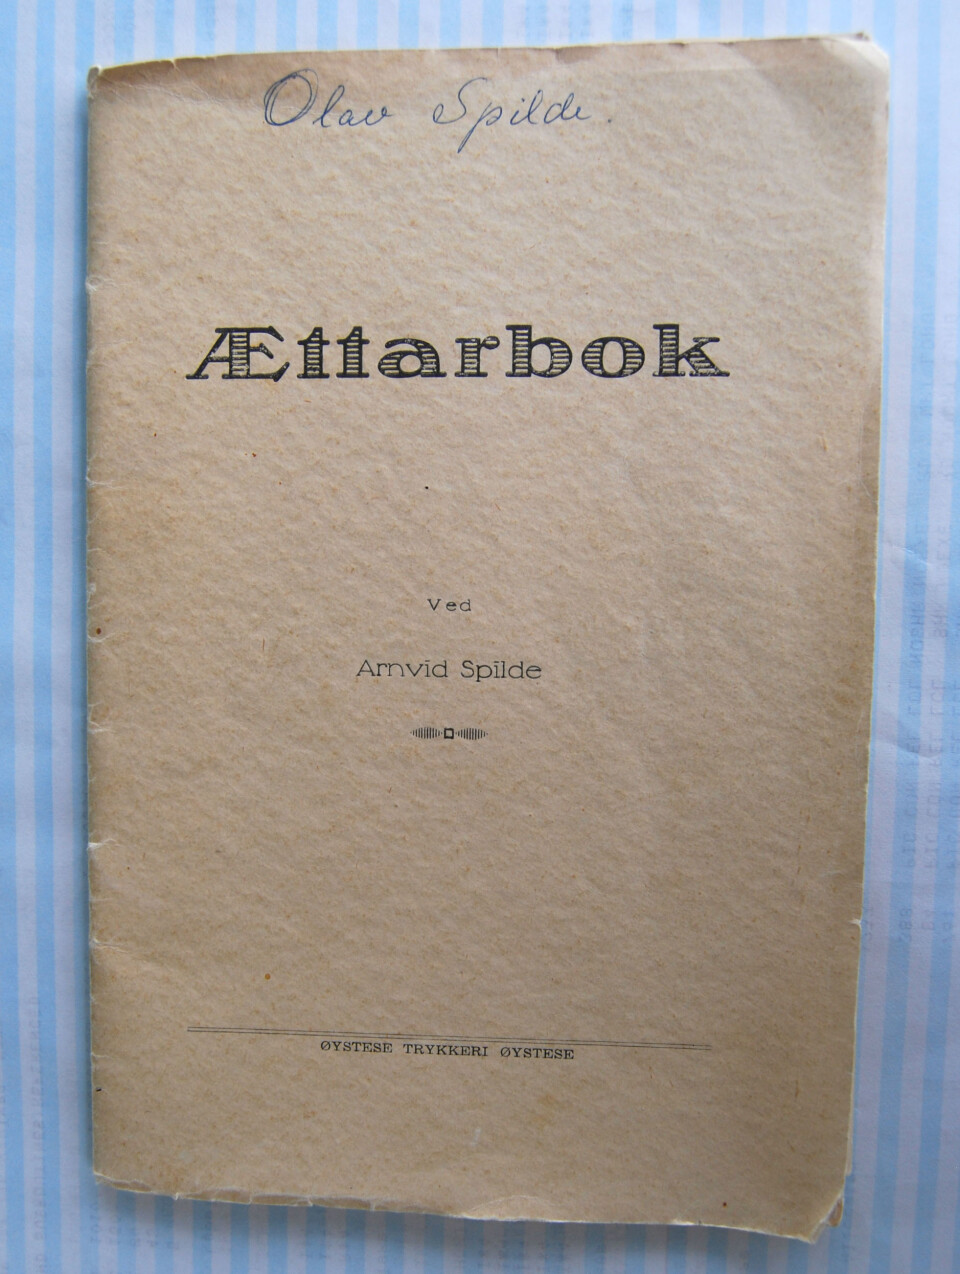 Olav Spilde.
Ættarbok
Ved
Arnvid Spilde
ØYSTESE TRYKKERI ØYSTESE